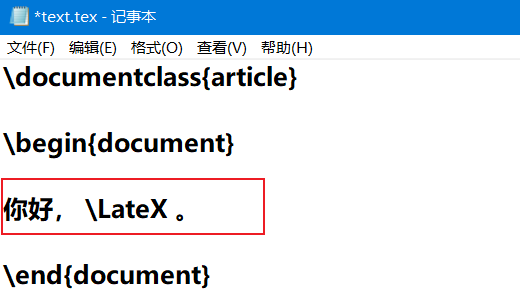 *text.tex - 记事本
文件(F) 编辑(E) 格式(O) 查看(V) 帮助(H)
\documentclass{article}
\begin{document}
你好， \LateX 。
\end{document}